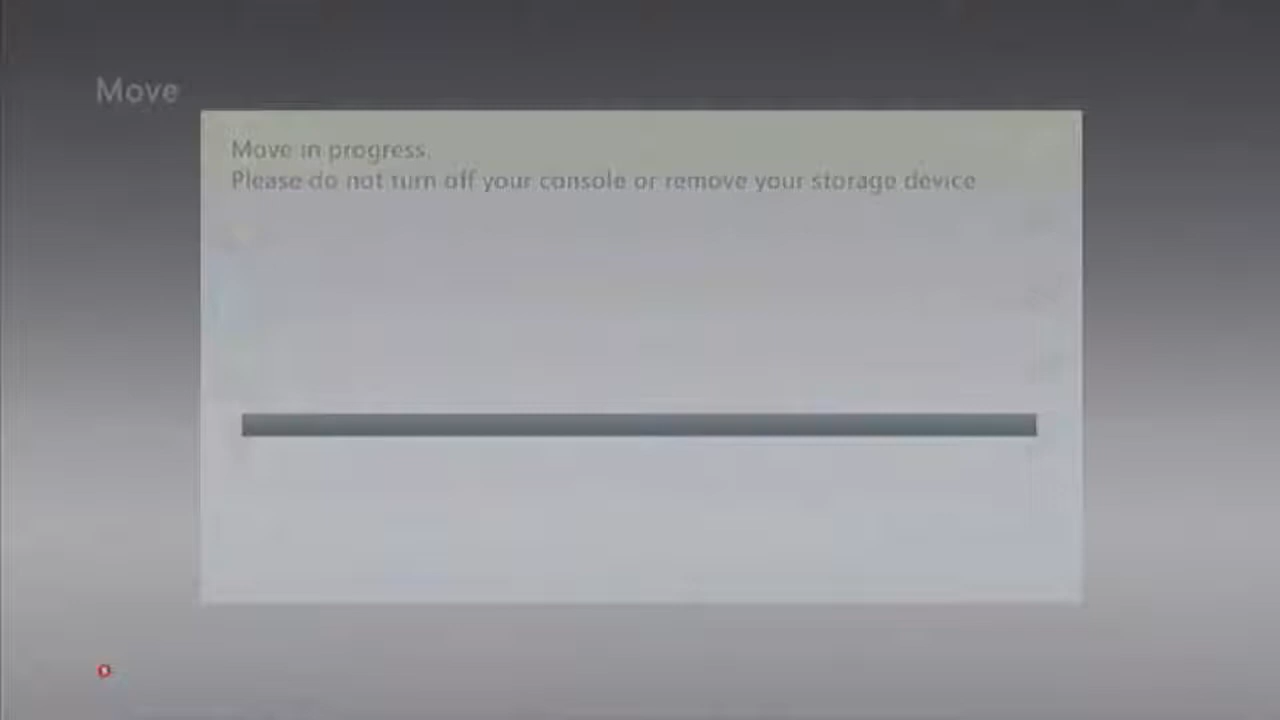 Move
Move in progress.
Please do not turn off your console or remove your storage device